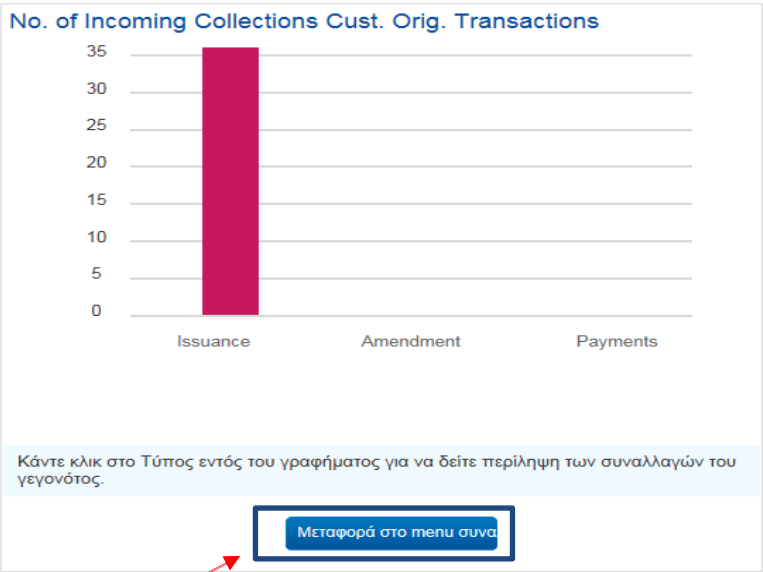 No. of Incoming Collections Cust. Orig. Transactions
35
30
25
20
15
10
5
0
Issuance Amendment Payments
Κάντε κλικ στο Τύπος εντός του γραφήματος για να δείτε περίληψη των συναλλαγών του
γεγονότος.
Μεταφορά στο menu συνα